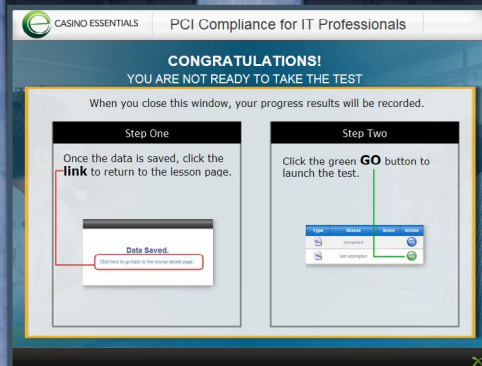 CASINO ESSENTIALS
PCI Compliance for IT Professionals
CONGRATULATIONS!
YOU ARE NOT READY TO TAKE THE TEST
When you close this window, your progress results will be recorded.
Step One
Once the data is saved, click the
link to return to the lesson page.
Data Saved.
Click here to go back to the course details page.
Step Two
Click the green GO button to
launch the test.
Type Status Score Action
Completed
Not Attempted